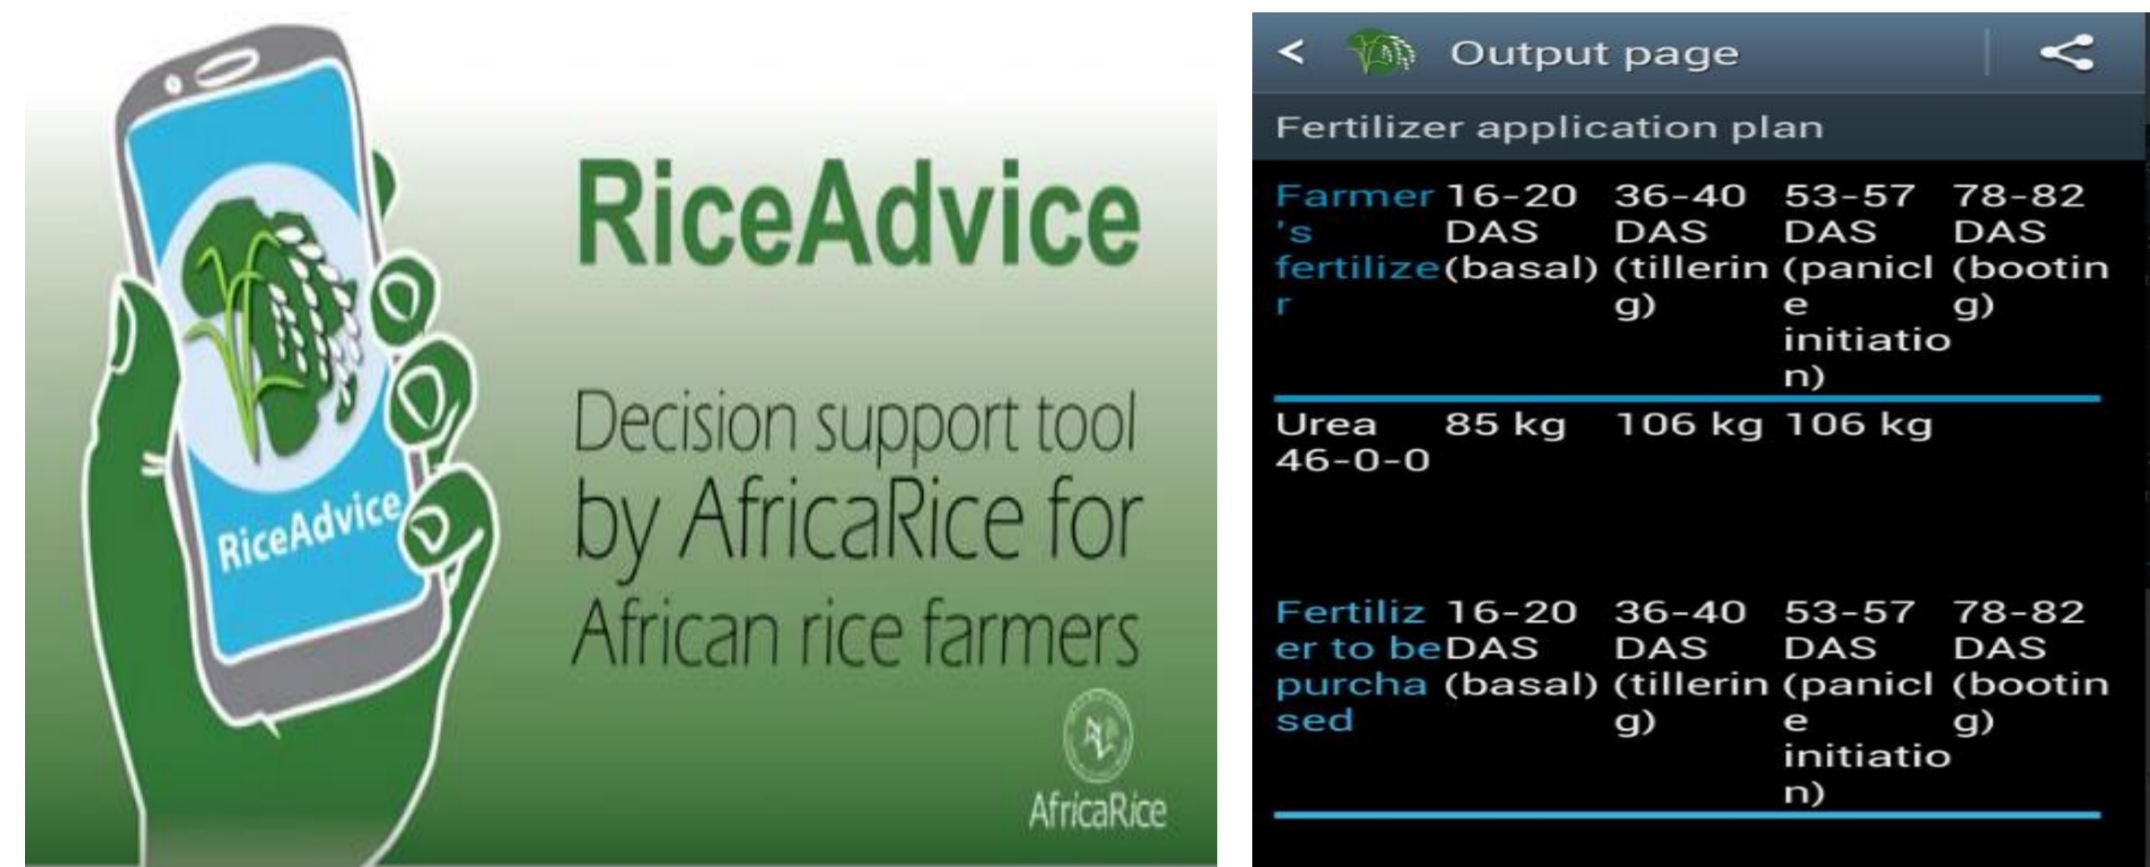 RiceAdvice
RiceAdvice
Decision support tool
by AfricaRice for
African rice farmers
AfricaRice
Output page
Fertilizer application plan
Farmer 16-20 36-40 53-57 78-82
's DAS DAS DAS DAS
fertilize (basal) (tillerin (panicl (bootin
r g) e g)
initiatio
n)
Urea 85 kg 106 kg 106 kg
46-0-0
Fertiliz 16-20 36-40 53-57 78-82
er to be DAS DAS DAS DAS
purcha (basal) (tillerin (panicl (bootin
sed g) e g)
initiatio
n)